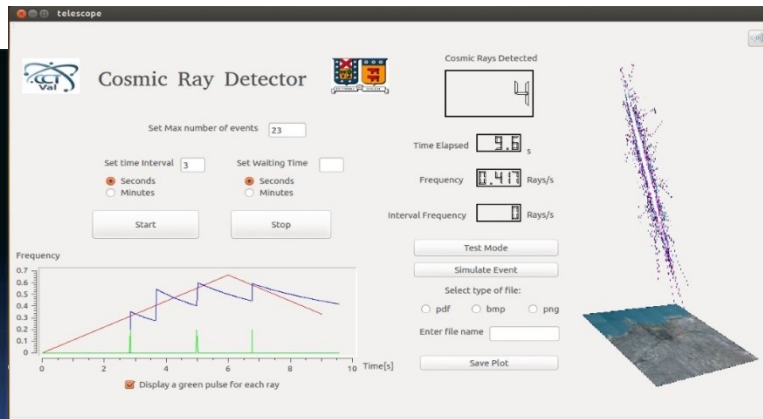 telescope
CCT
Val
Cosmic Ray Detector
Set Max number of events 23
Set time Interval 3 Set Waiting Time
Seconds Seconds
Minutes Minutes
Start Stop
Cosmic Rays Detected
4
Time Elapsed 9.6 s
Frequency 0.417 Rays/s
Interval Frequency 0 Rays/s
Test Mode
Simulate Event
Select type of file:
pdf bmp png
Enter file name
Save Plot
Frequency
0.7
0.6
0.5
0.4
0.3
0.2
0.1
0
0 2 4 6 8 10 Time[s]
Display a green pulse for each ray